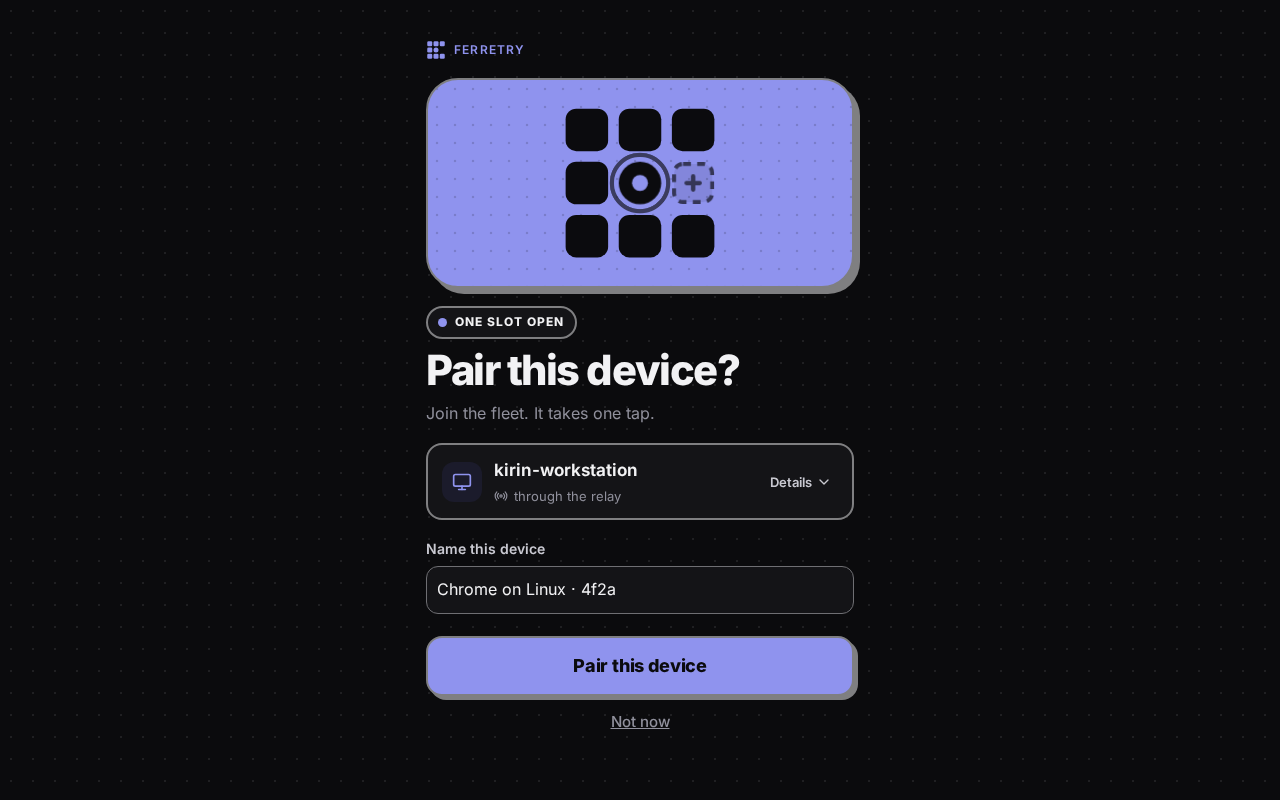 FERRETRY
ONE SLOT OPEN
Pair this device?
Join the fleet. It takes one tap.
kirin-workstation
through the relay
Details
Name this device
Chrome on Linux · 4f2a
Pair this device
Not now